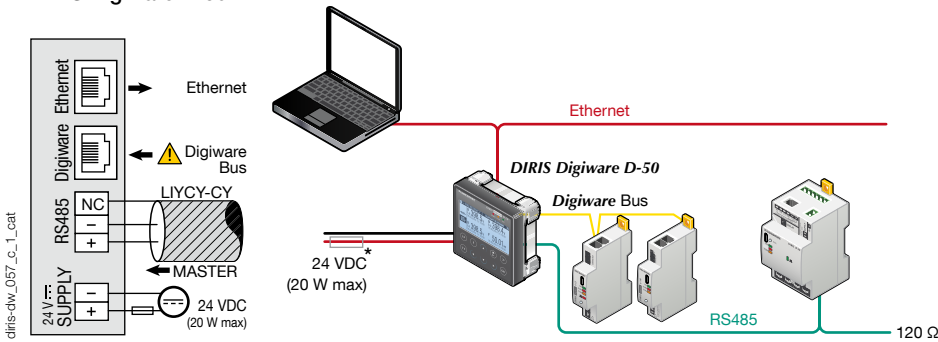 diris-dw_057_c_1_cat
Ethernet
Ethernet
Digiware
Digiware
Bus
RS485
NC
-
+
LIYCY-CY
MASTER
24 V
SUPPLY
-
+
24 VDC
(20 W max)
Ethernet
DIRIS Digiware D-50
Digiware Bus
24 VDC*
(20 W max)
RS485
120 Ω